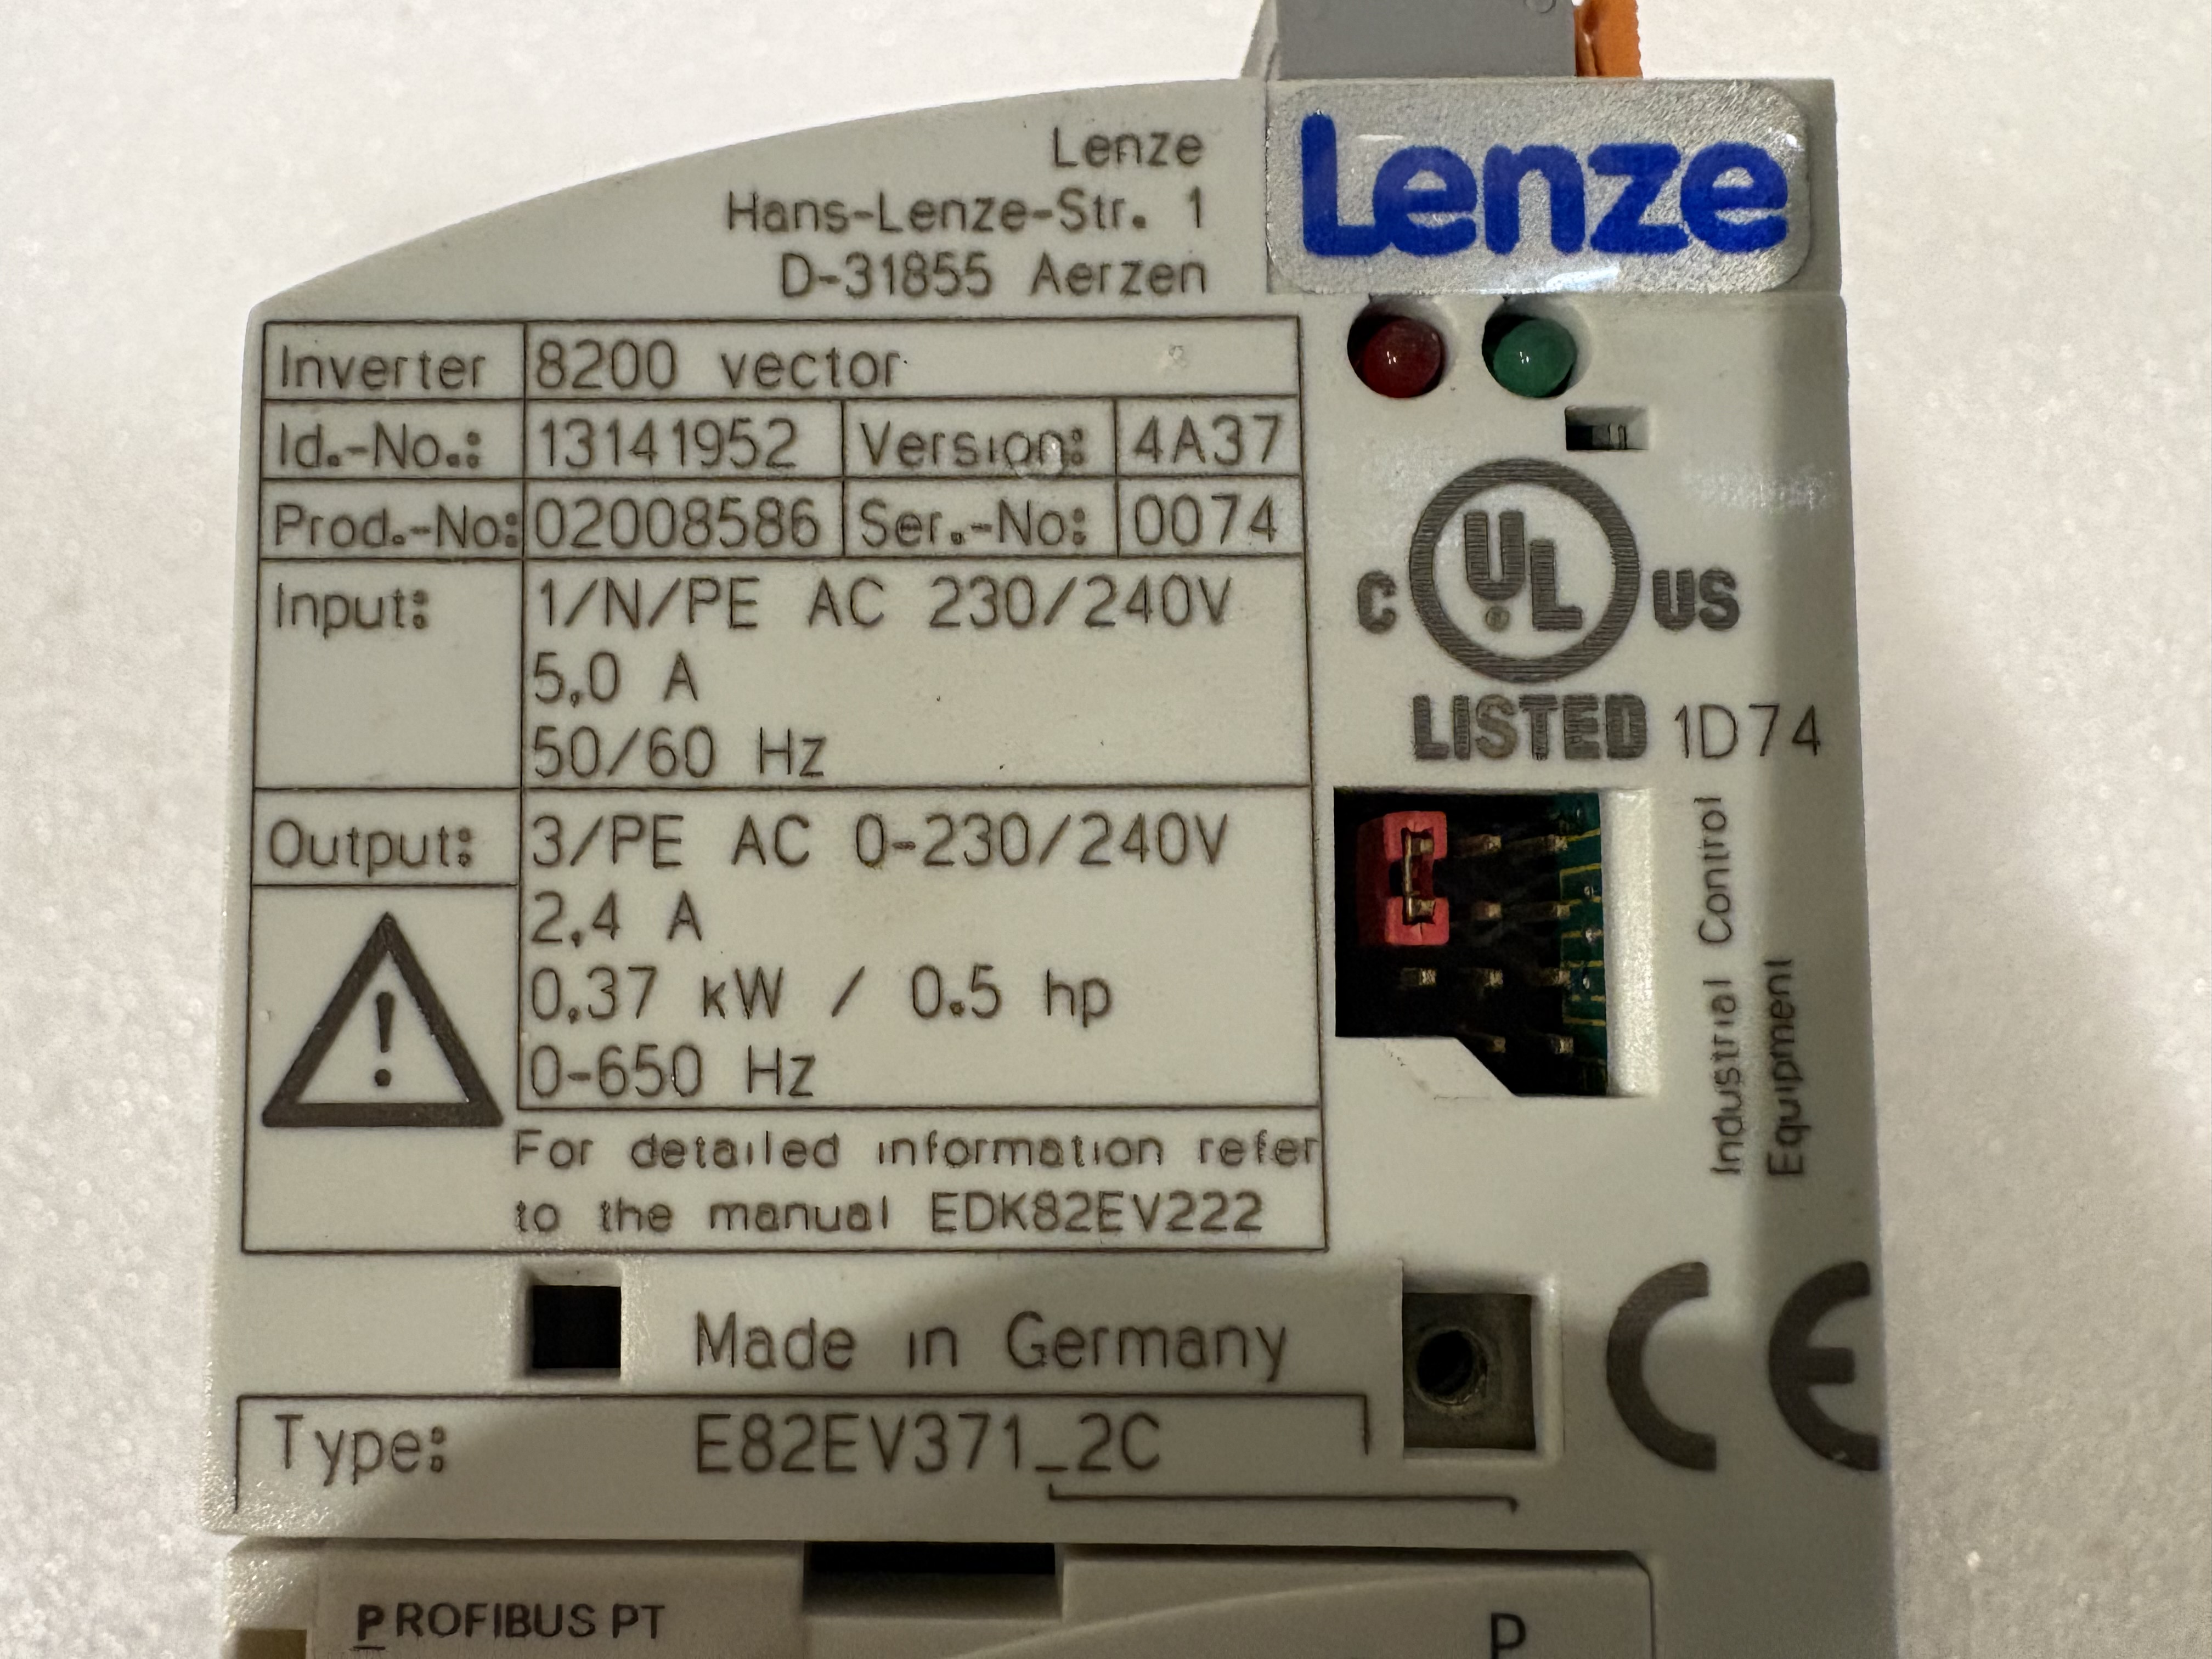 Lenze
Hans-Lenze-Str. 1
D-31855 Aerzen
Lenze
Inverter 8200 vector
Id.-No.: 13141952 Version: 4A37
Prod.-No: 02008586 Ser.-No: 0074
Input: 1/N/PE AC 230/240V
5.0 A
50/60 Hz
Output: 3/PE AC 0-230/240V
2.4 A
0.37 kW / 0.5 hp
0-650 Hz
For detailed information refer
to the manual EDK82EV222
C UL US
LISTED 1D74
Industrial Control
Equipment
Made in Germany
CE
Type: E82EV371_2C
PROFIBUS PT
P